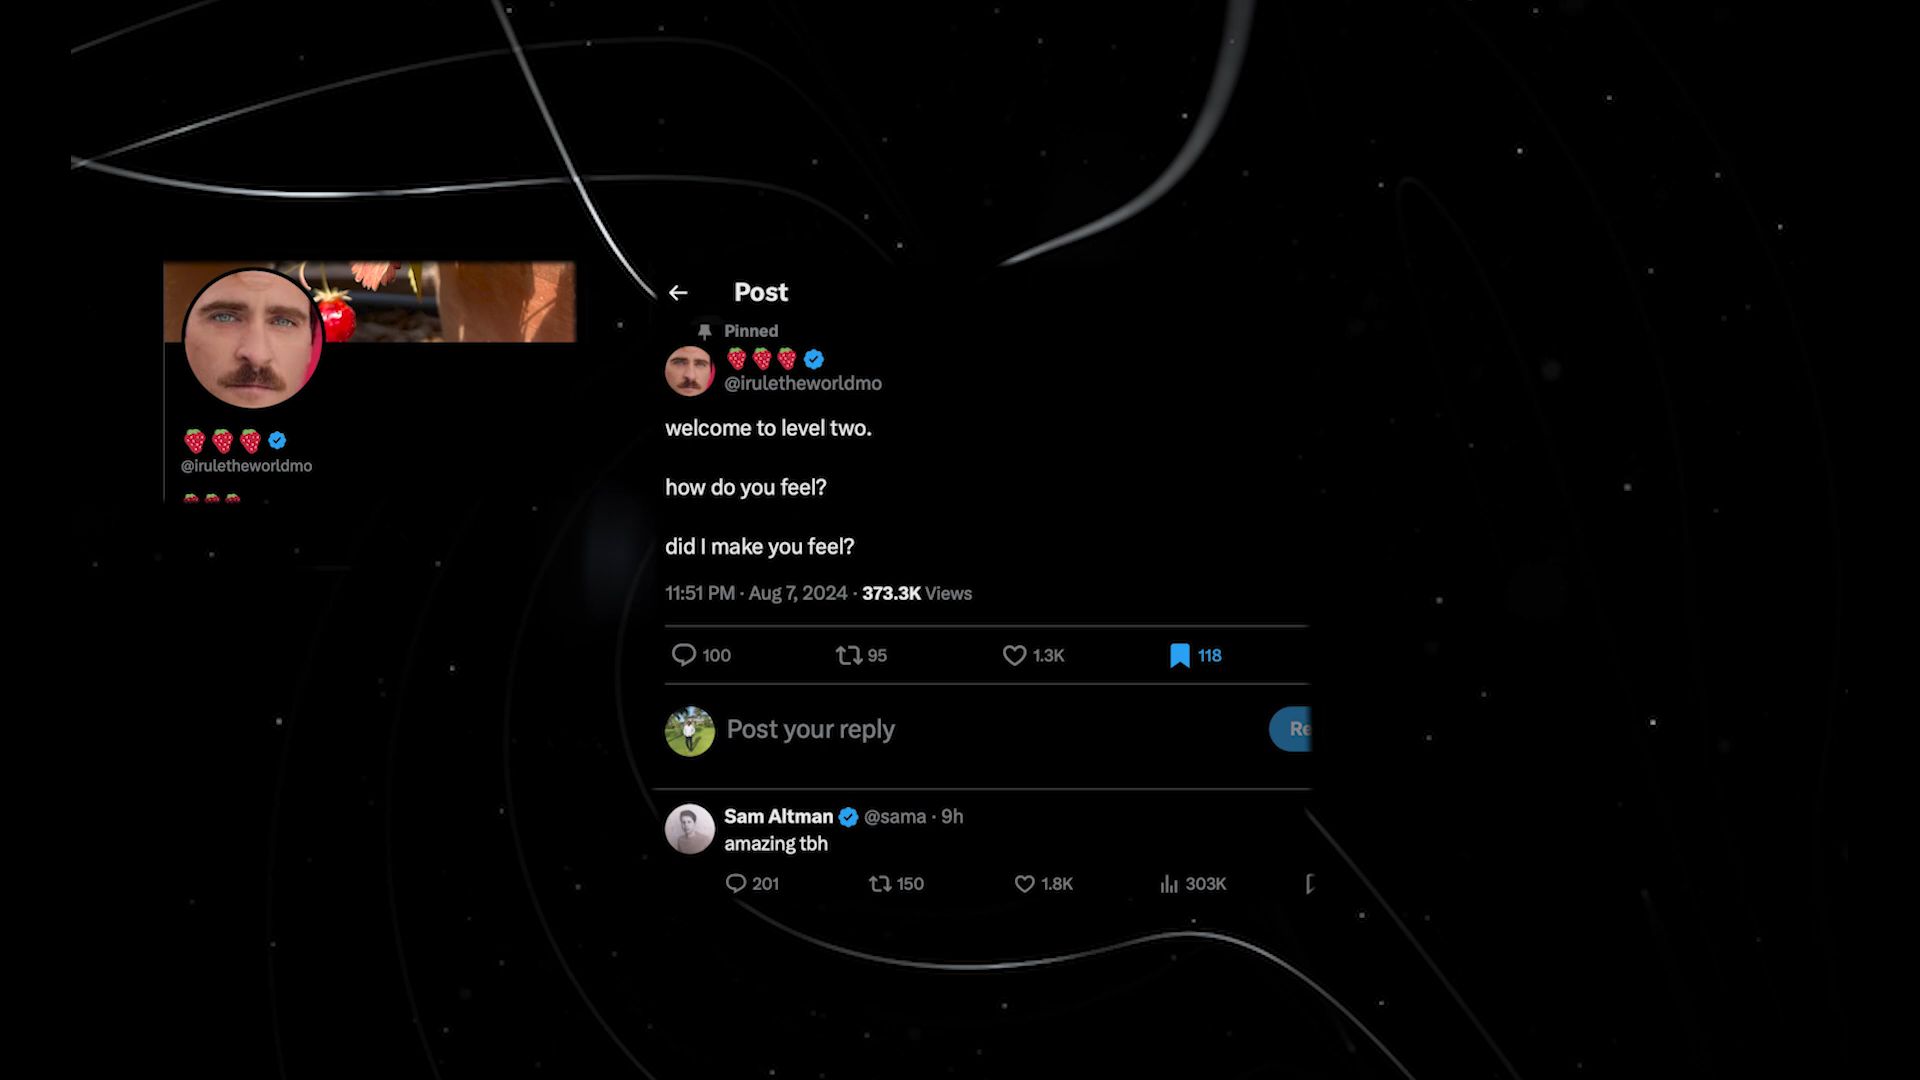 🍓🍓🍓
@iruletheworldmo
🍓🍓🍓
Post
Pinned
🍓🍓🍓
@iruletheworldmo
welcome to level two.
how do you feel?
did I make you feel?
11:51 PM · Aug 7, 2024 · 373.3K Views
100 95 1.3K 118
Post your reply
Re
Sam Altman @sama · 9h
amazing tbh
201 150 1.8K 303K